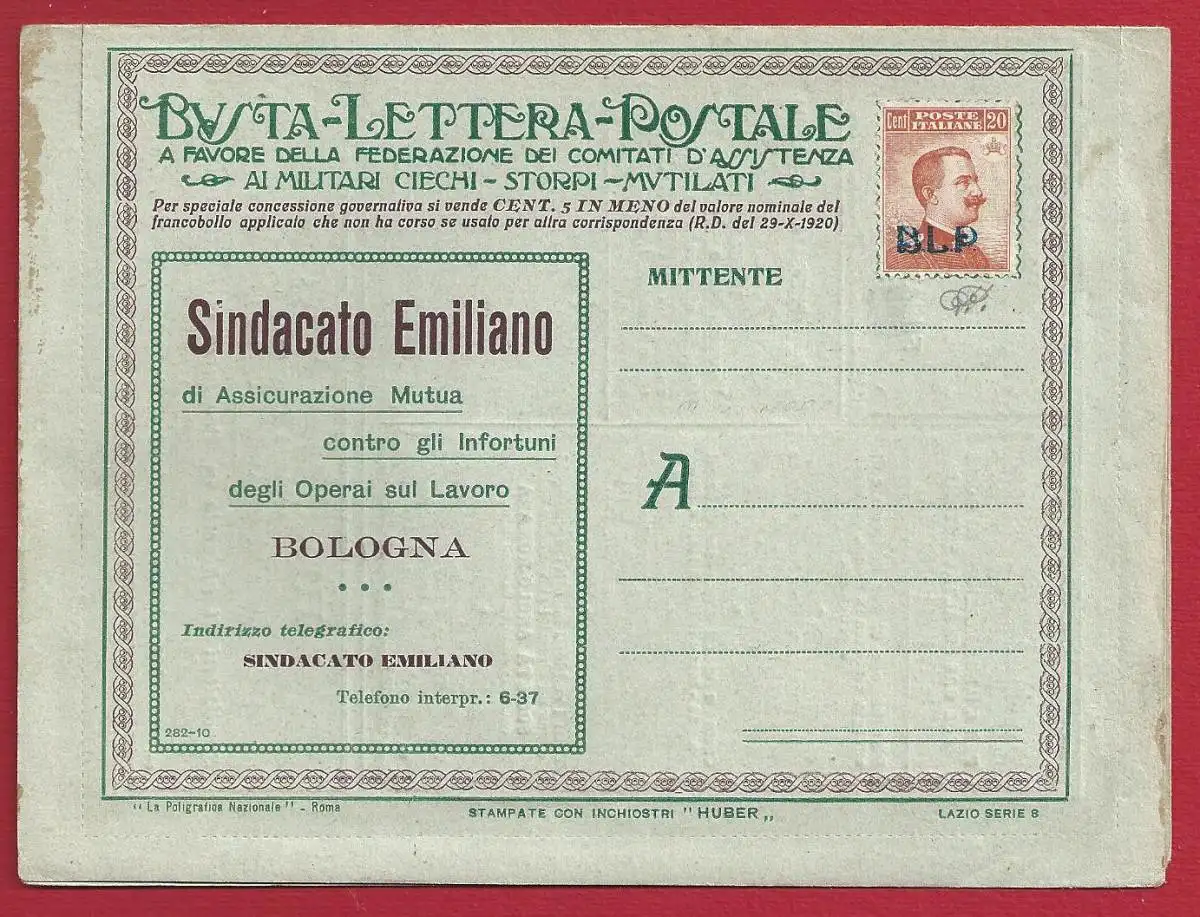 BUSTA-LETTERA-POSTALE
A FAVORE DELLA FEDERAZIONE DEI COMITATI D'ASSISTENZA
AI MILITARI CIECHI - STORPI - MVTILATI
Per speciale concessione governativa si vende CENT. 5 IN MENO del valore nominale del
francobollo applicato che non ha corso se usato per altra corrispondenza (R.D. del 29-X-1920)
Cent POSTE ITALIANE 20
BLP
Sindacato Emiliano
di Assicurazione Mutua
contro gli Infortuni
degli Operai sul Lavoro
BOLOGNA
Indirizzo telegrafico:
SINDACATO EMILIANO
Telefono interpr.: 6-37
282-10
MITTENTE
A
"La Poligrafica Nazionale" - Roma
STAMPATE CON INCHIOSTRI "HUBER„
LAZIO SERIE 8